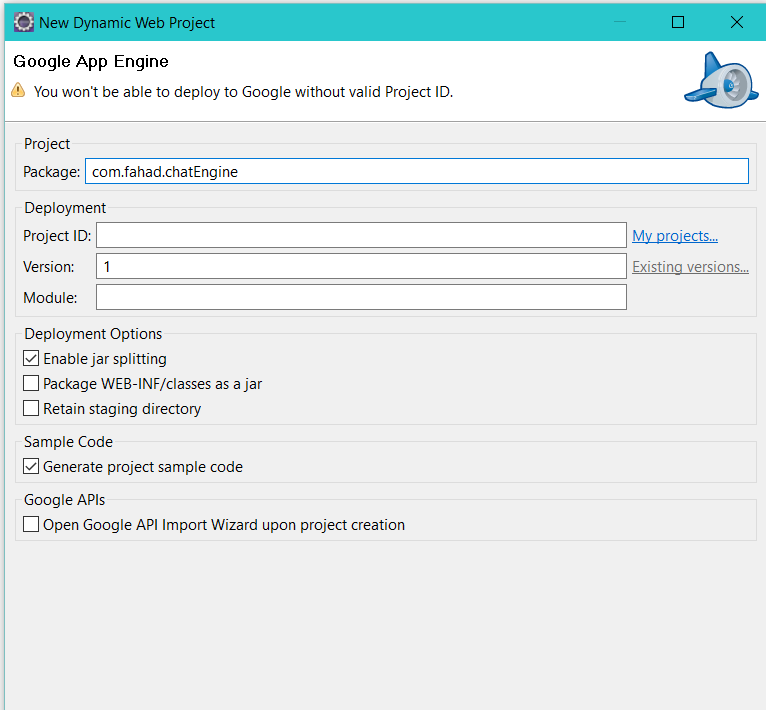 New Dynamic Web Project
Google App Engine
You won't be able to deploy to Google without valid Project ID.
Project
Package: com.fahad.chatEngine
Deployment
Project ID: My projects...
Version: 1 Existing versions...
Module:
Deployment Options
Enable jar splitting
Package WEB-INF/classes as a jar
Retain staging directory
Sample Code
Generate project sample code
Google APIs
Open Google API Import Wizard upon project creation